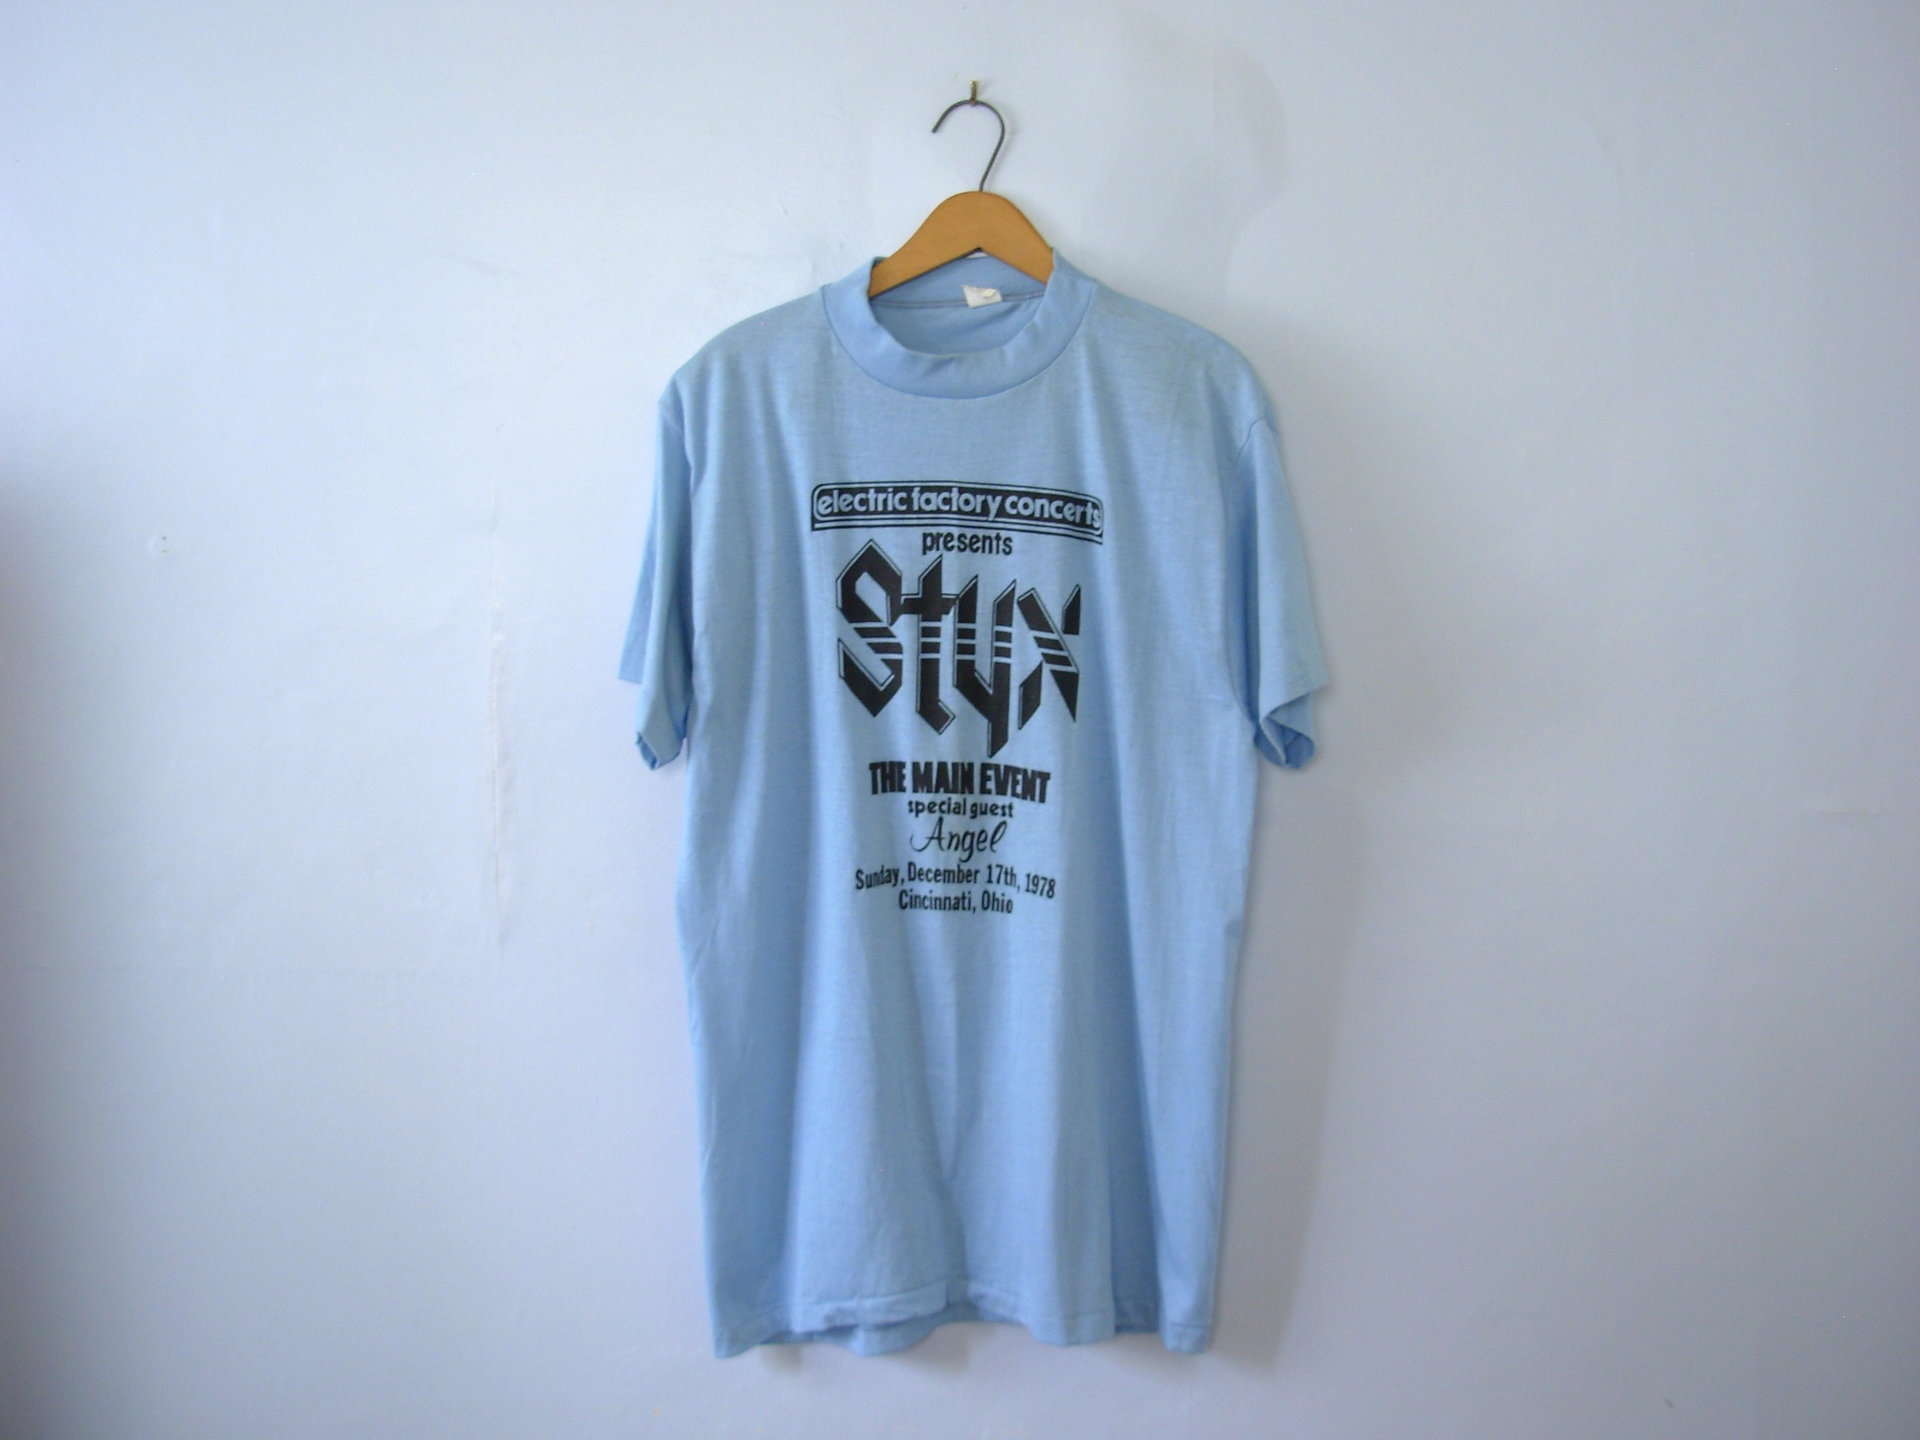 electric factory concerts
presents
Styx
THE MAIN EVENT
special guest
Angel
Sunday, December 17th, 1978
Cincinnati, Ohio